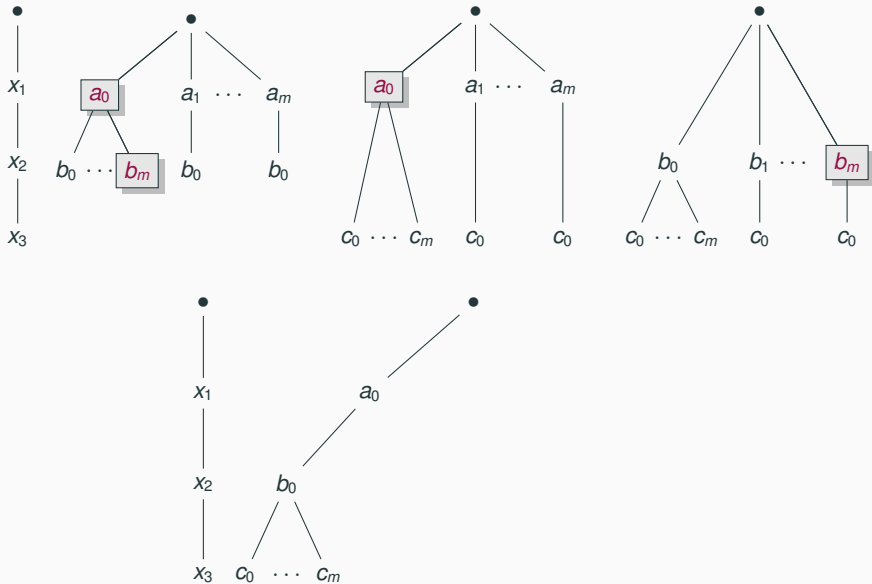 x₁ a₀ a₁ ··· aₘ a₀ a₁ ··· aₘ
x₂ b₀ ··· bₘ b₀ b₀ b₀ b₁ ··· bₘ
x₃ c₀ ··· cₘ c₀ c₀ c₀ ··· cₘ c₀ c₀
x₁ a₀
x₂ b₀
x₃ c₀ ··· cₘ